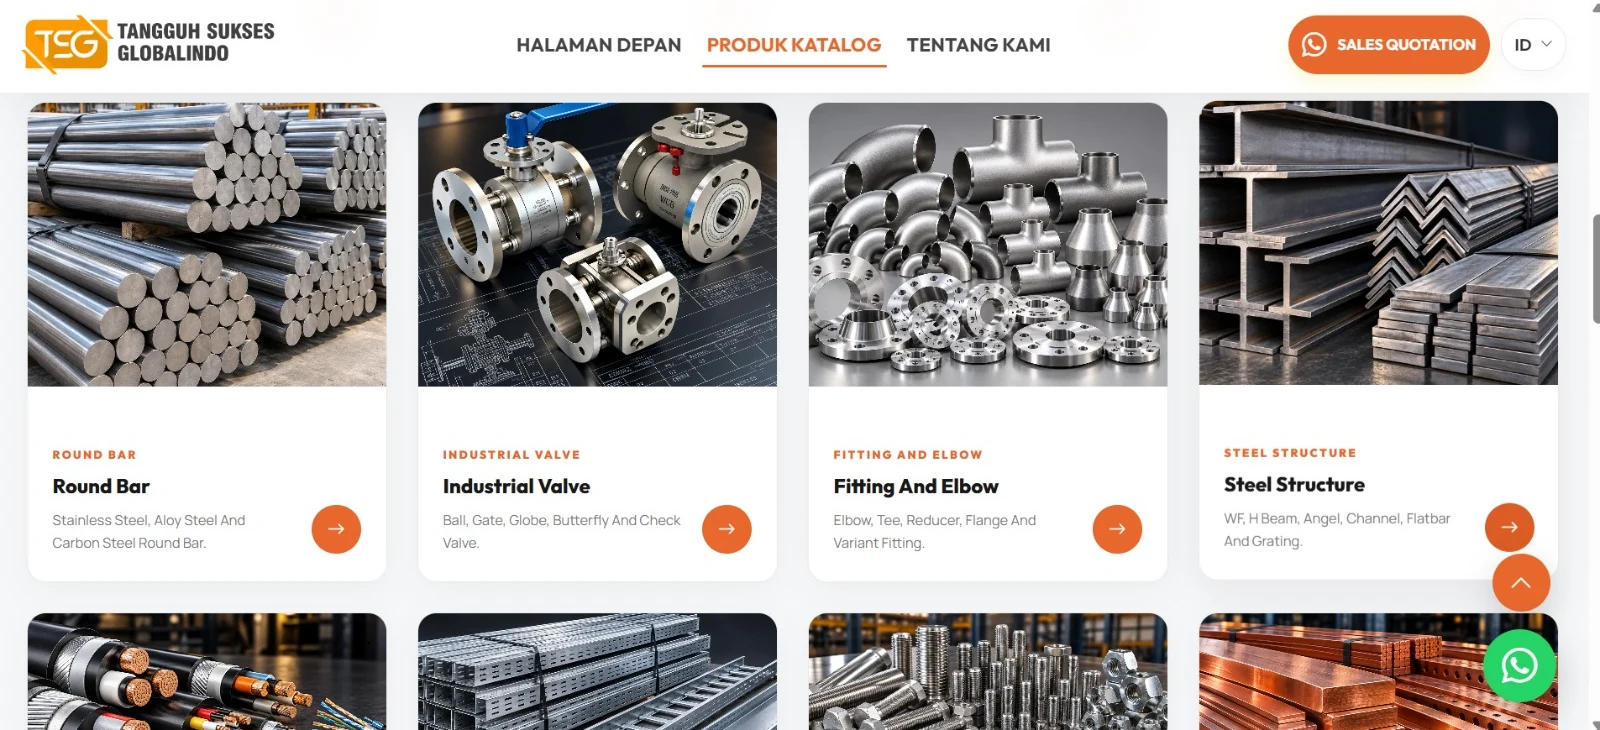 TSG
TANGGUH SUKSES
GLOBALINDO
HALAMAN DEPAN
PRODUK KATALOG
TENTANG KAMI
SALES QUOTATION
ID
ROUND BAR
Round Bar
Stainless Steel, Aloy Steel And
Carbon Steel Round Bar.
INDUSTRIAL VALVE
Industrial Valve
Ball, Gate, Globe, Butterfly And Check
Valve.
FITTING AND ELBOW
Fitting And Elbow
Elbow, Tee, Reducer, Flange And
Variant Fitting.
STEEL STRUCTURE
Steel Structure
WF, H Beam, Angel, Channel, Flatbar
And Grating.